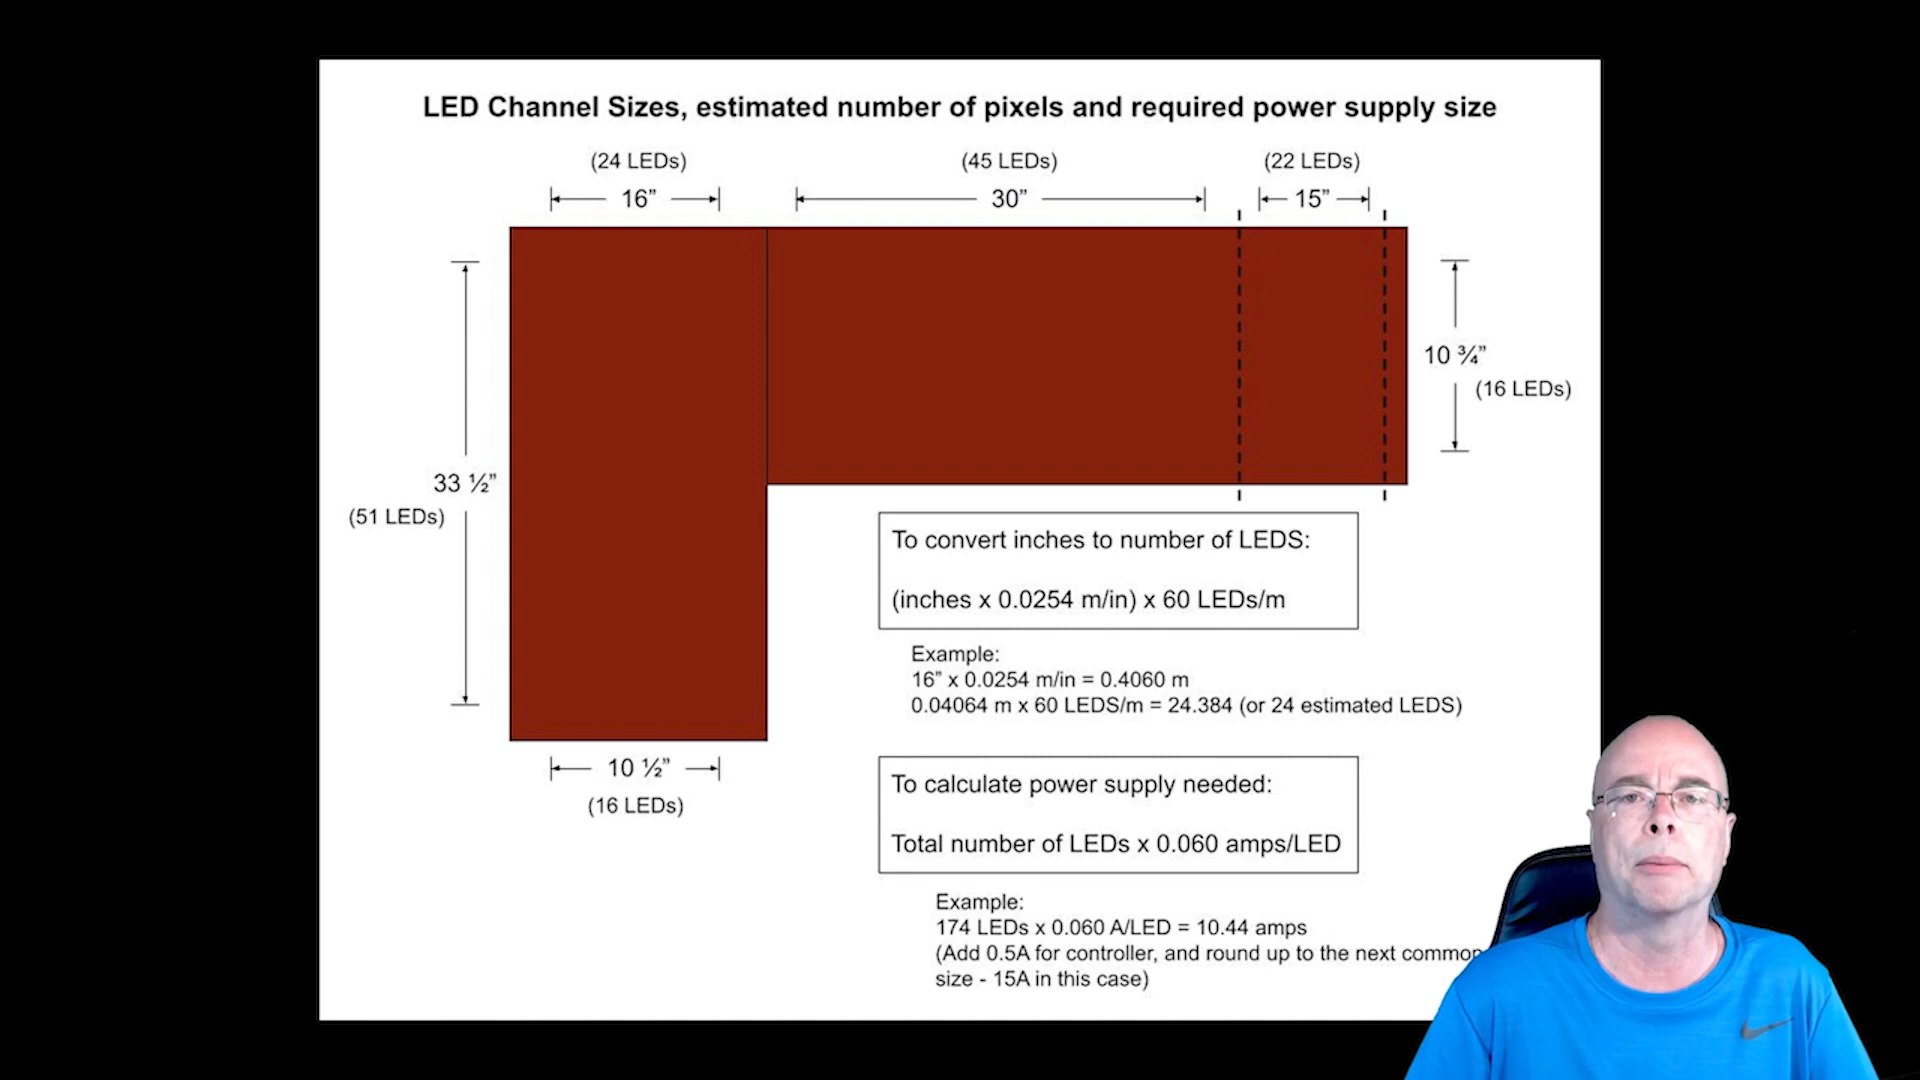 LED Channel Sizes, estimated number of pixels and required power supply size
(24 LEDs)
(45 LEDs)
(22 LEDs)
16”
30”
15”
10 ¾”
(16 LEDs)
33 ½”
(51 LEDs)
To convert inches to number of LEDS:
(inches x 0.0254 m/in) x 60 LEDs/m
Example:
16” x 0.0254 m/in = 0.4060 m
0.04064 m x 60 LEDS/m = 24.384 (or 24 estimated LEDS)
10 ½”
(16 LEDs)
To calculate power supply needed:
Total number of LEDs x 0.060 amps/LED
Example:
174 LEDs x 0.060 A/LED = 10.44 amps
(Add 0.5A for controller, and round up to the next common
size - 15A in this case)